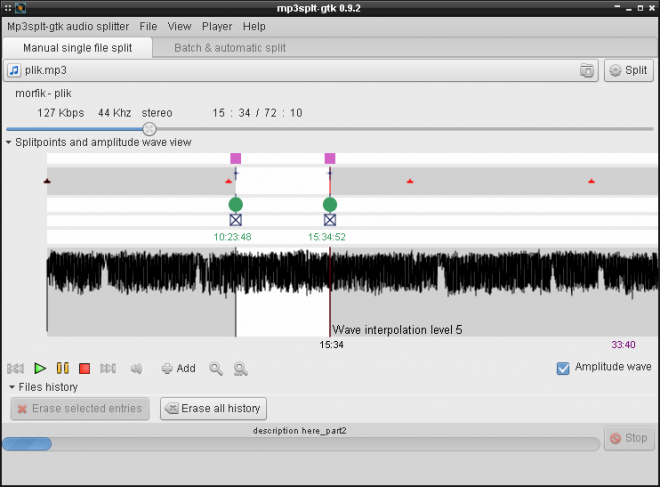 mp3splt-gtk 0.9.2
Mp3splt-gtk audio splitter File View Player Help
Manual single file split Batch & automatic split
plik.mp3 Split
morfik - plik
127 Kbps 44 Khz stereo 15 : 34 / 72 : 10
Splitpoints and amplitude wave view
10:23:48 15:34:52
Wave interpolation level 5
15:34 33:40
Add Amplitude wave
Files history
Erase selected entries Erase all history
description here_part2
Stop